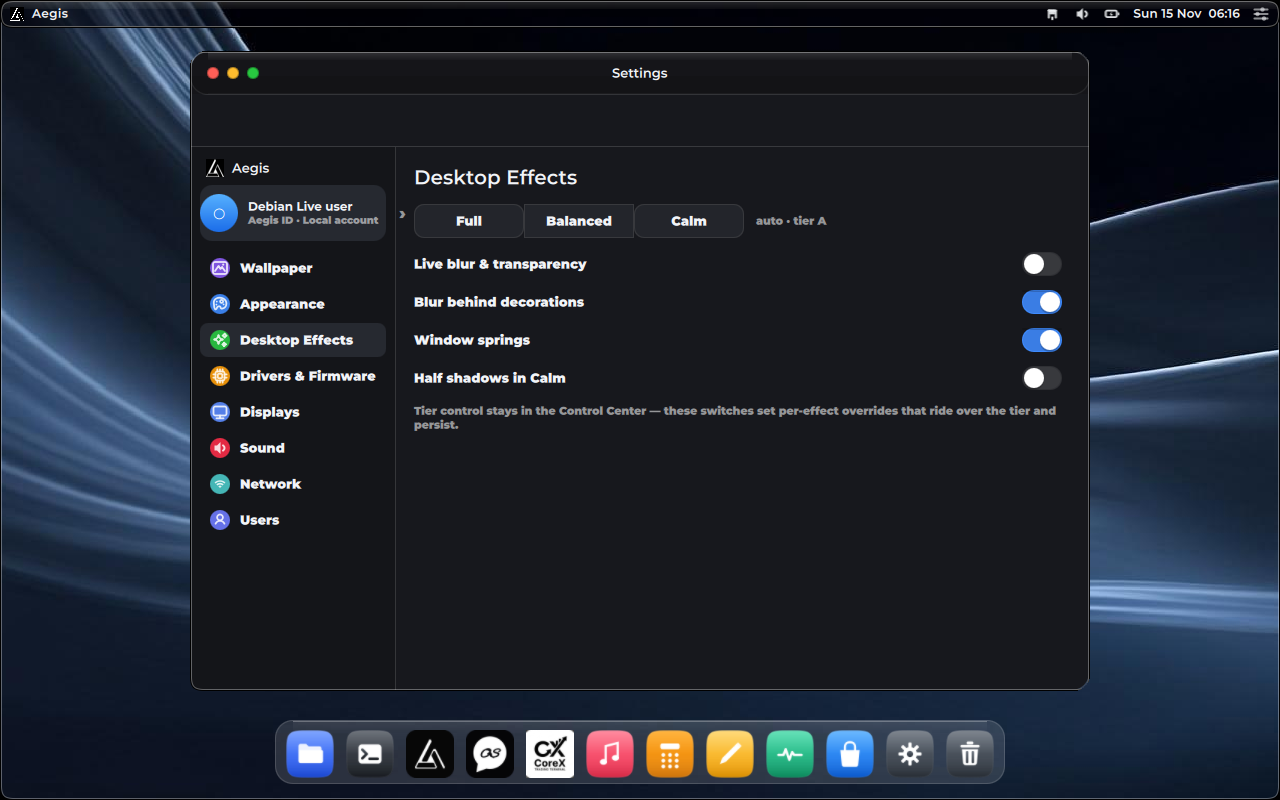 Aegis
Sun 15 Nov 06:16
Settings
Aegis
Debian Live user
Aegis ID • Local account
Wallpaper
Appearance
Desktop Effects
Drivers & Firmware
Displays
Sound
Network
Users
Desktop Effects
Full
Balanced
Calm
auto • tier A
Live blur & transparency
Blur behind decorations
Window springs
Half shadows in Calm
Tier control stays in the Control Center — these switches set per-effect overrides that ride over the tier and
persist.
as
CX
CoreX